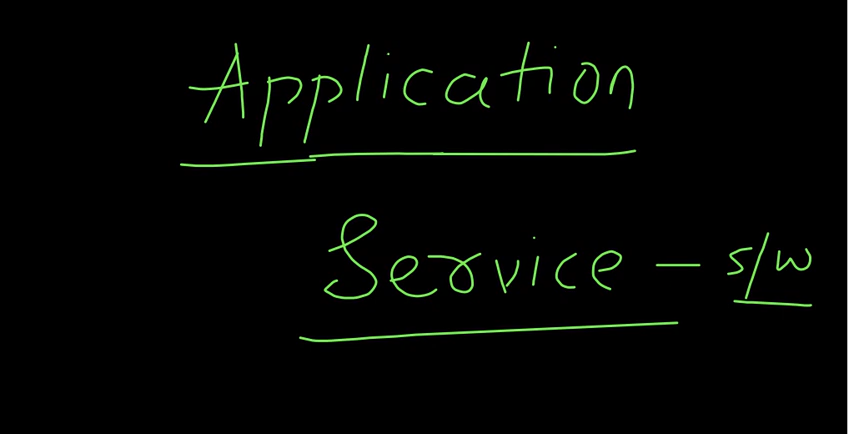 Application
Service – s/w